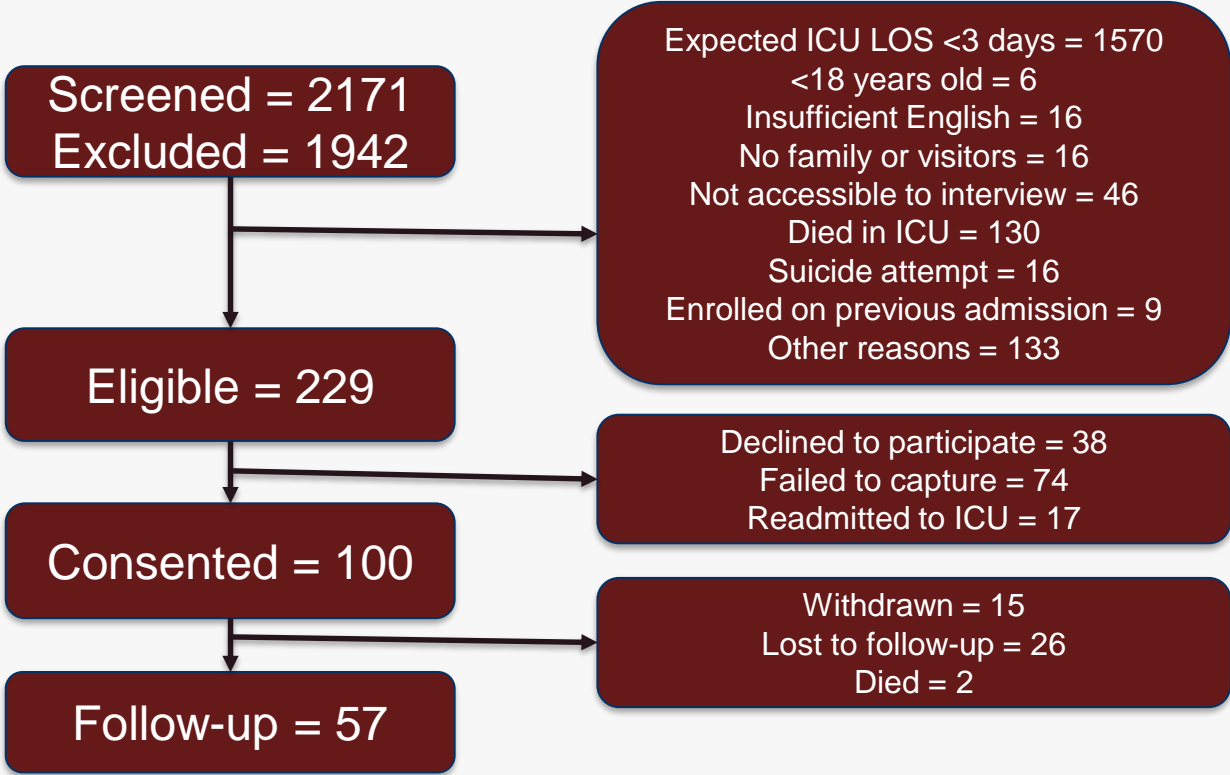 Screened = 2171
Excluded = 1942
Expected ICU LOS <3 days = 1570
<18 years old = 6
Insufficient English = 16
No family or visitors = 16
Not accessible to interview = 46
Died in ICU = 130
Suicide attempt = 16
Enrolled on previous admission = 9
Other reasons = 133
Eligible = 229
Declined to participate = 38
Failed to capture = 74
Readmitted to ICU = 17
Consented = 100
Withdrawn = 15
Lost to follow-up = 26
Died = 2
Follow-up = 57